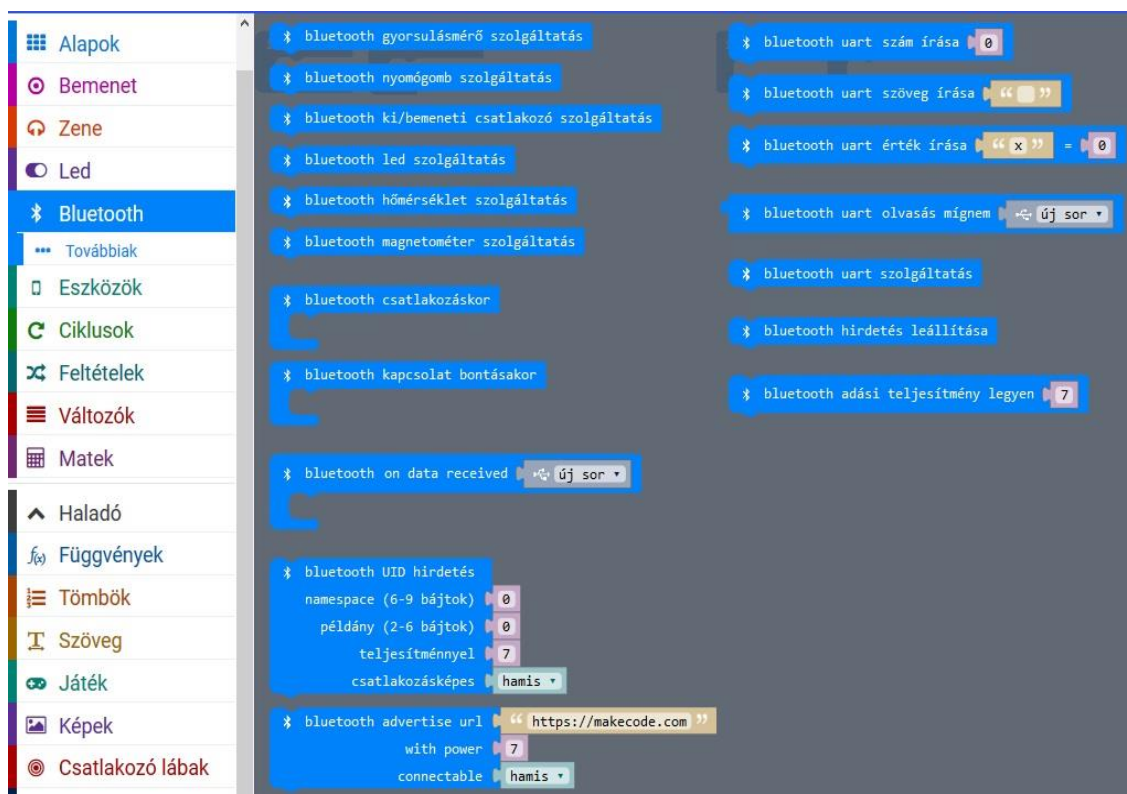 Alapok
Bemenet
Zene
Led
Bluetooth
Továbbiak
Eszközök
Ciklusok
Feltételek
Változók
Matek
Haladó
f(x) Függvények
Tömbök
Szöveg
Játék
Képek
Csatlakozó lábak
bluetooth gyorsulásmérő szolgáltatás
bluetooth nyomógomb szolgáltatás
bluetooth ki/bemeneti csatlakozó szolgáltatás
bluetooth led szolgáltatás
bluetooth hőmérséklet szolgáltatás
bluetooth magnetométer szolgáltatás
bluetooth csatlakozáskor
bluetooth kapcsolat bontásakor
bluetooth on data received új sor
bluetooth UID hirdetés
namespace (6-9 bájtok) 0
példány (2-6 bájtok) 0
teljesítménnyel 7
csatlakozásképes hamis
bluetooth advertise url “ https://makecode.com ”
with power 7
connectable hamis
bluetooth uart szám írása 0
bluetooth uart szöveg írása “ ”
bluetooth uart érték írása “ x ” = 0
bluetooth uart olvasás mígnem új sor
bluetooth uart szolgáltatás
bluetooth hirdetés leállítása
bluetooth adási teljesítmény legyen 7